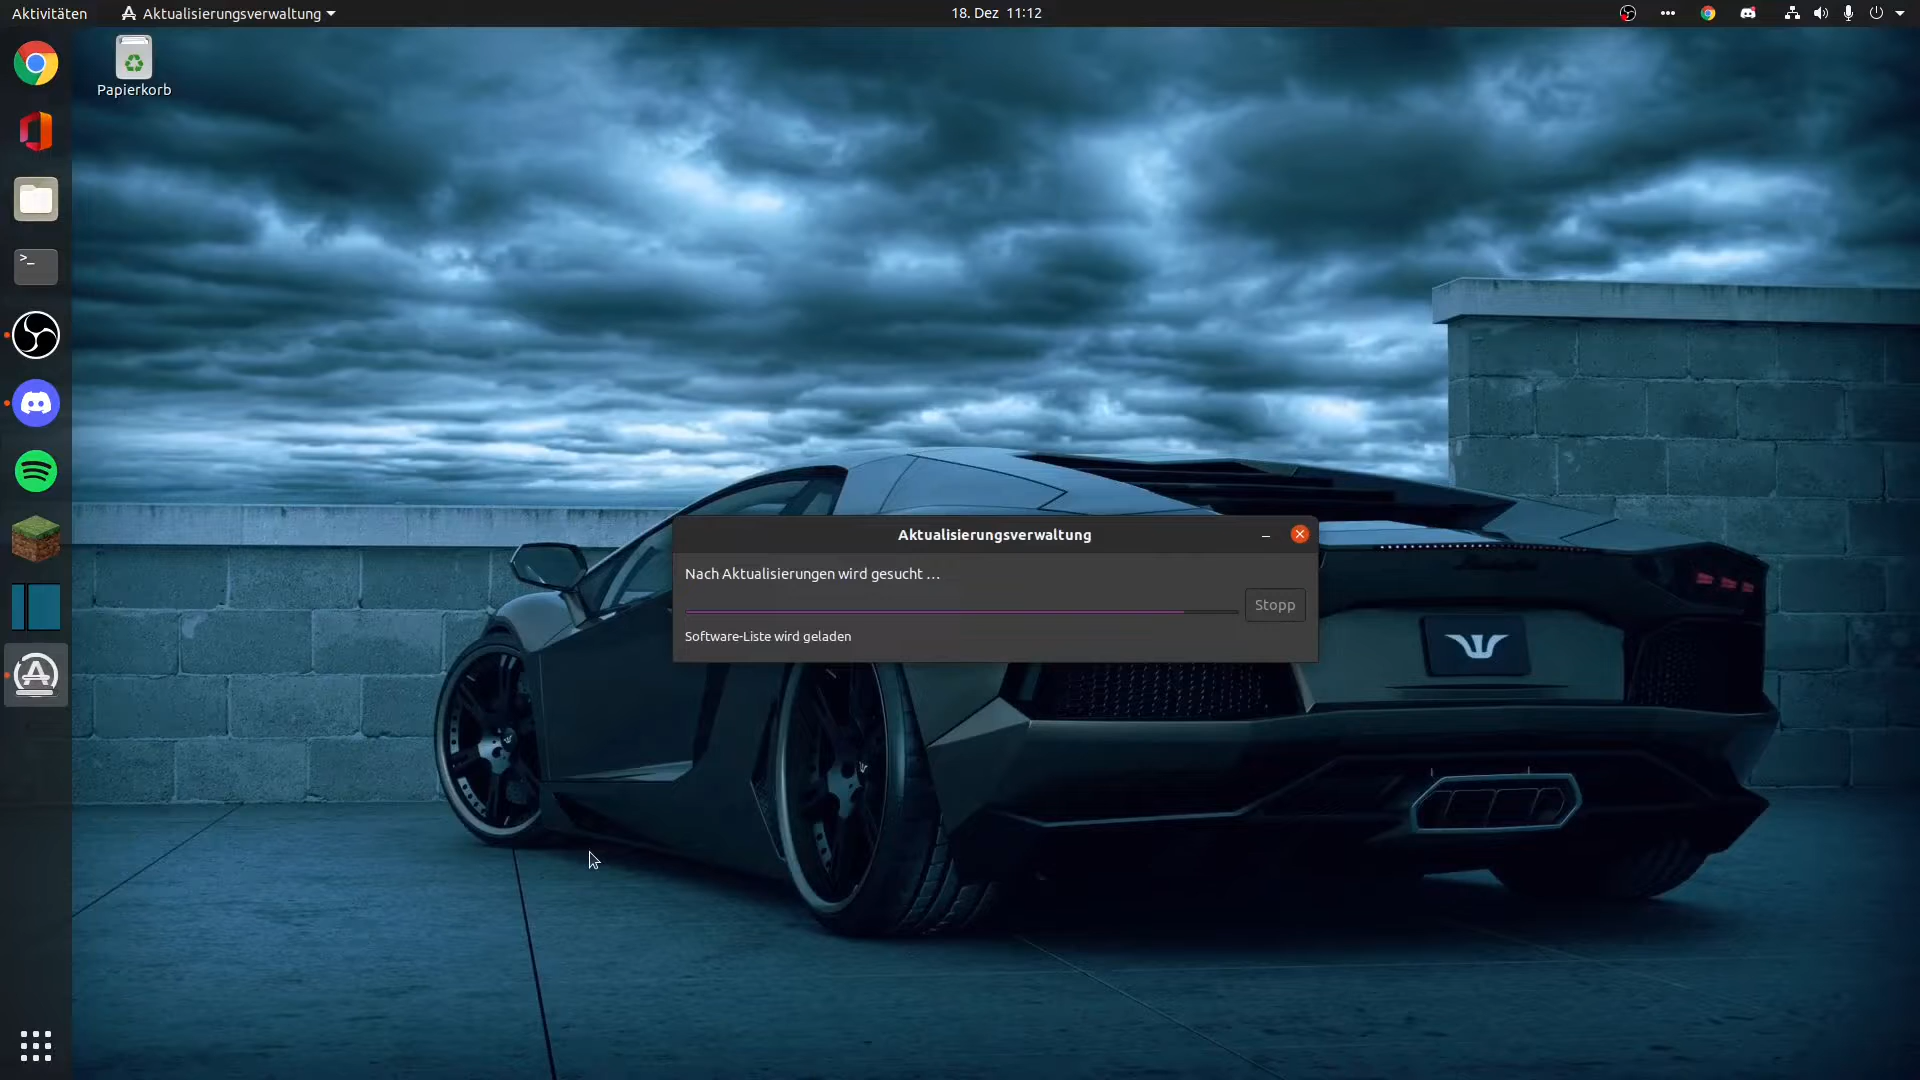 Aktivitäten
Aktualisierungsverwaltung
18. Dez 11:12
Papierkorb
>_
Aktualisierungsverwaltung
Nach Aktualisierungen wird gesucht …
Stopp
Software-Liste wird geladen